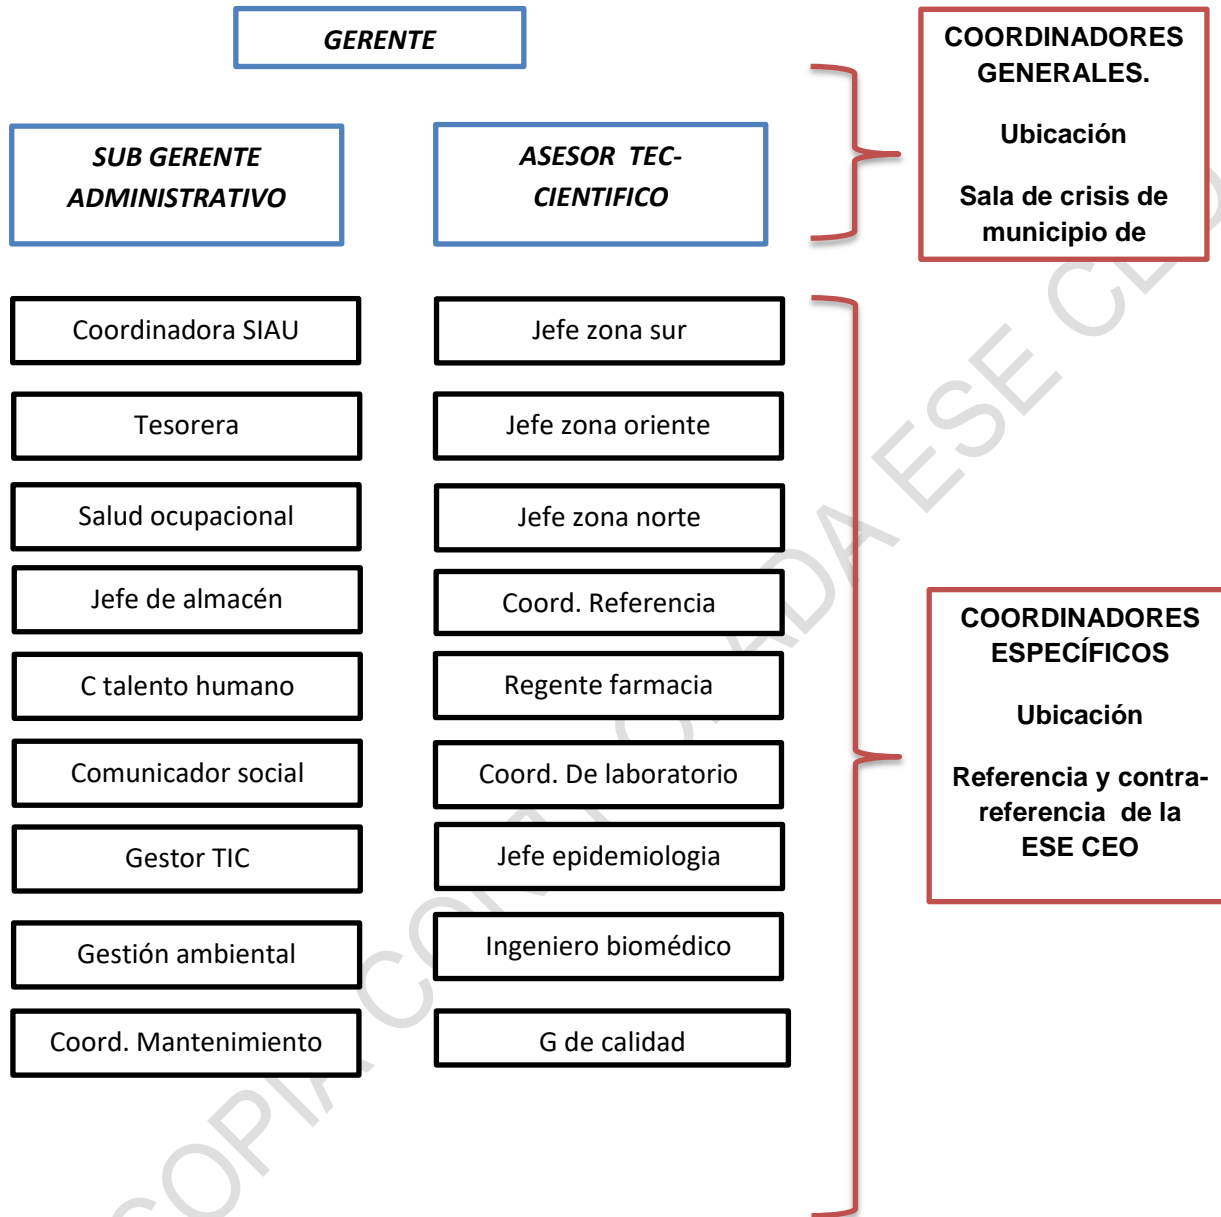 GERENTE
SUB GERENTE
ADMINISTRATIVO
ASESOR TEC-
CIENTIFICO
COORDINADORES
GENERALES.
Ubicación
Sala de crisis de
municipio de
Coordinadora SIAU
Tesorera
Salud ocupacional
Jefe de almacén
C talento humano
Comunicador social
Gestor TIC
Gestión ambiental
Coord. Mantenimiento
Jefe zona sur
Jefe zona oriente
Jefe zona norte
Coord. Referencia
Regente farmacia
Coord. De laboratorio
Jefe epidemiologia
Ingeniero biomédico
G de calidad
COORDINADORES
ESPECÍFICOS
Ubicación
Referencia y contra-
referencia de la
ESE CEO